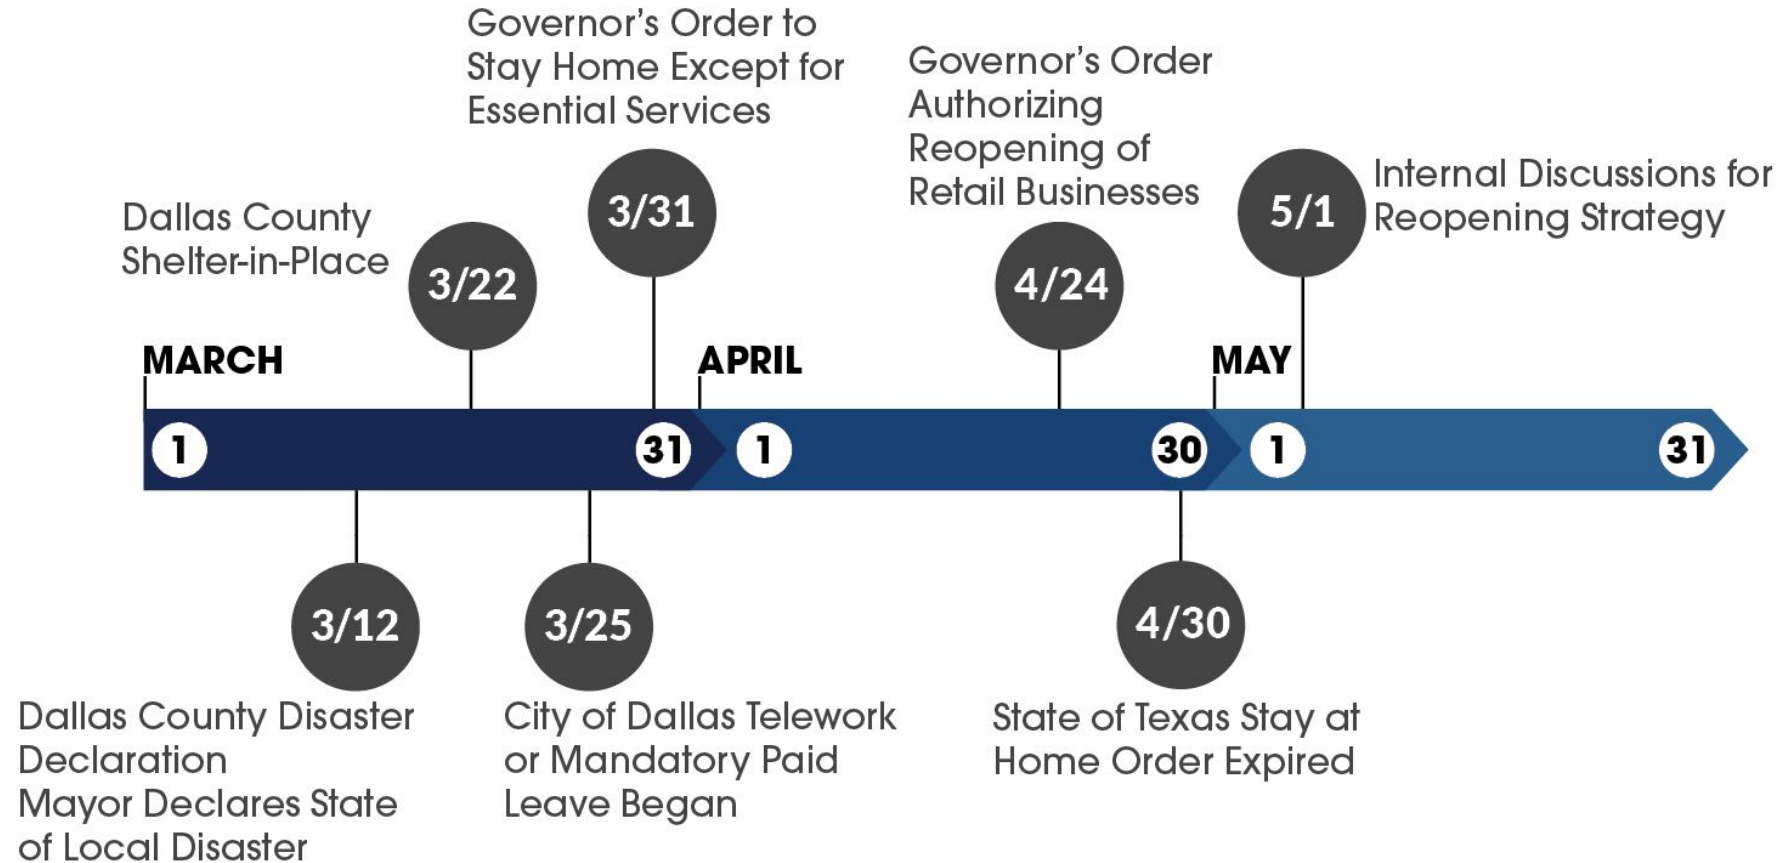 Governor’s Order to
Stay Home Except for
Essential Services
Governor’s Order
Authorizing
Reopening of
Retail Businesses
Internal Discussions for
Reopening Strategy
Dallas County
Shelter-in-Place
3/22
3/31
4/24
5/1
MARCH
APRIL
MAY
1
31
1
30
1
31
3/12
3/25
4/30
Dallas County Disaster
Declaration
Mayor Declares State
of Local Disaster
City of Dallas Telework
or Mandatory Paid
Leave Began
State of Texas Stay at
Home Order Expired